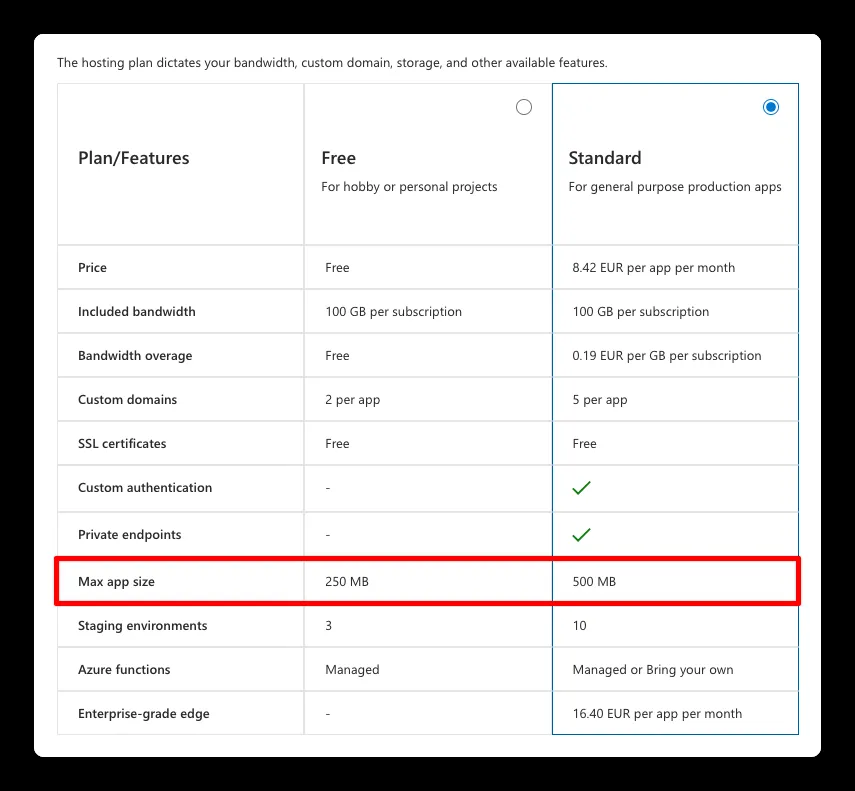 The hosting plan dictates your bandwidth, custom domain, storage, and other available features.
Plan/Features
Free
For hobby or personal projects
Standard
For general purpose production apps
Price
Free
8.42 EUR per app per month
Included bandwidth
100 GB per subscription
100 GB per subscription
Bandwidth overage
Free
0.19 EUR per GB per subscription
Custom domains
2 per app
5 per app
SSL certificates
Free
Free
Custom authentication
-
Private endpoints
-
Max app size
250 MB
500 MB
Staging environments
3
10
Azure functions
Managed
Managed or Bring your own
Enterprise-grade edge
-
16.40 EUR per app per month